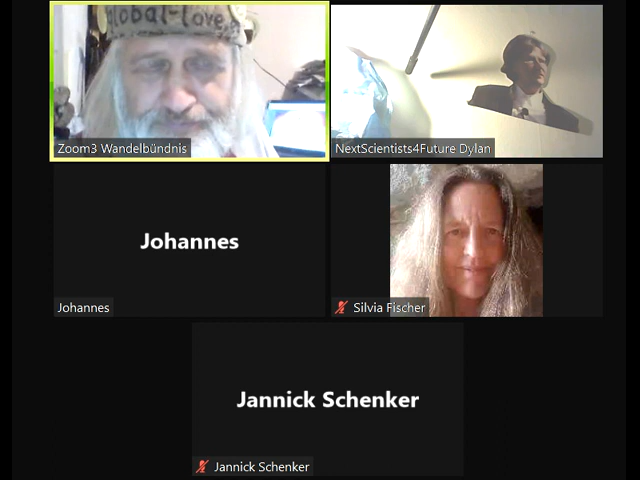 global-love
Zoom3 Wandelbündnis
NextScientists4Future Dylan
Johannes
Johannes
Silvia Fischer
Jannick Schenker
Jannick Schenker